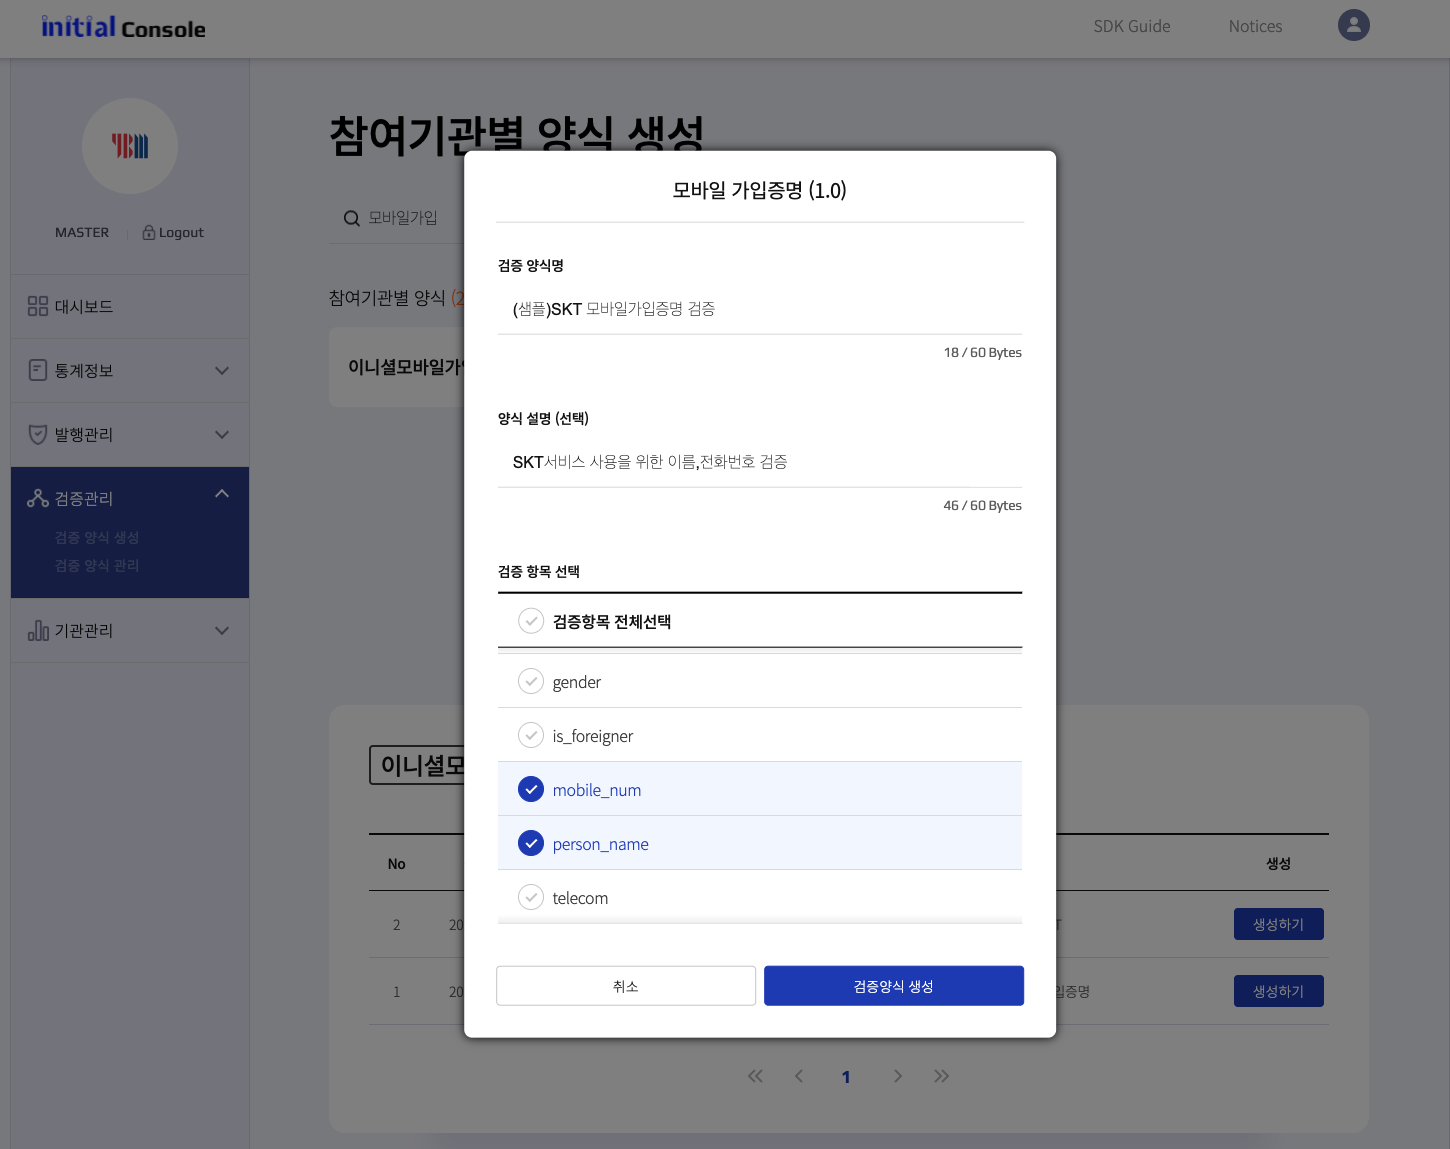 initial Console
SDK Guide
Notices
YBM
MASTER
Logout
대시보드
통계정보
발행관리
검증관리
검증 양식 생성
검증 양식 관리
기관관리
참여기관별 양식 생성
모바일가입
참여기관별 양식 (2
이니셜모바일가
모바일 가입증명 (1.0)
검증 양식명
(샘플)SKT 모바일가입증명 검증
18 / 60 Bytes
양식 설명 (선택)
SKT서비스 사용을 위한 이름,전화번호 검증
46 / 60 Bytes
검증 항목 선택
검증항목 전체선택
gender
is_foreigner
mobile_num
person_name
telecom
취소
검증양식 생성
이니셜모
No
생성
2
20
T
생성하기
1
20
입증명
생성하기
1